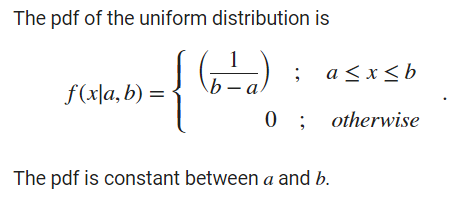 The pdf of the uniform distribution is
f(x|a, b) = { (1/(b − a)) ; a ≤ x ≤ b
0 ; otherwise .
The pdf is constant between a and b.